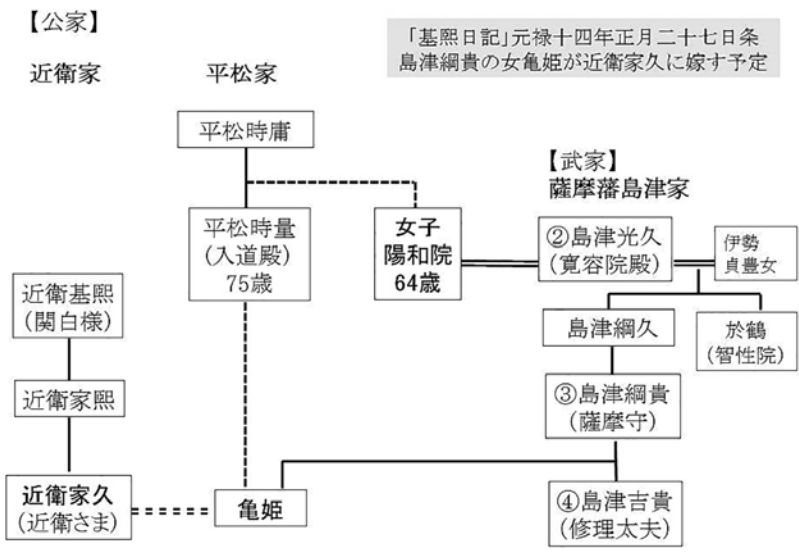 【公家】
近衛家
平松家
「基熙日記」元禄十四年正月二十七日条
島津綱貴の女亀姫が近衛家久に嫁す予定
平松時庸
【武家】
薩摩藩島津家
平松時量
(入道殿)
75歳
女子
陽和院
64歳
②島津光久
(寛容院殿)
伊勢
貞豊女
近衛基熙
(関白様)
島津綱久
於鶴
(智性院)
近衛家熙
③島津綱貴
(薩摩守)
近衛家久
(近衛さま)
亀姫
④島津吉貴
(修理太夫)